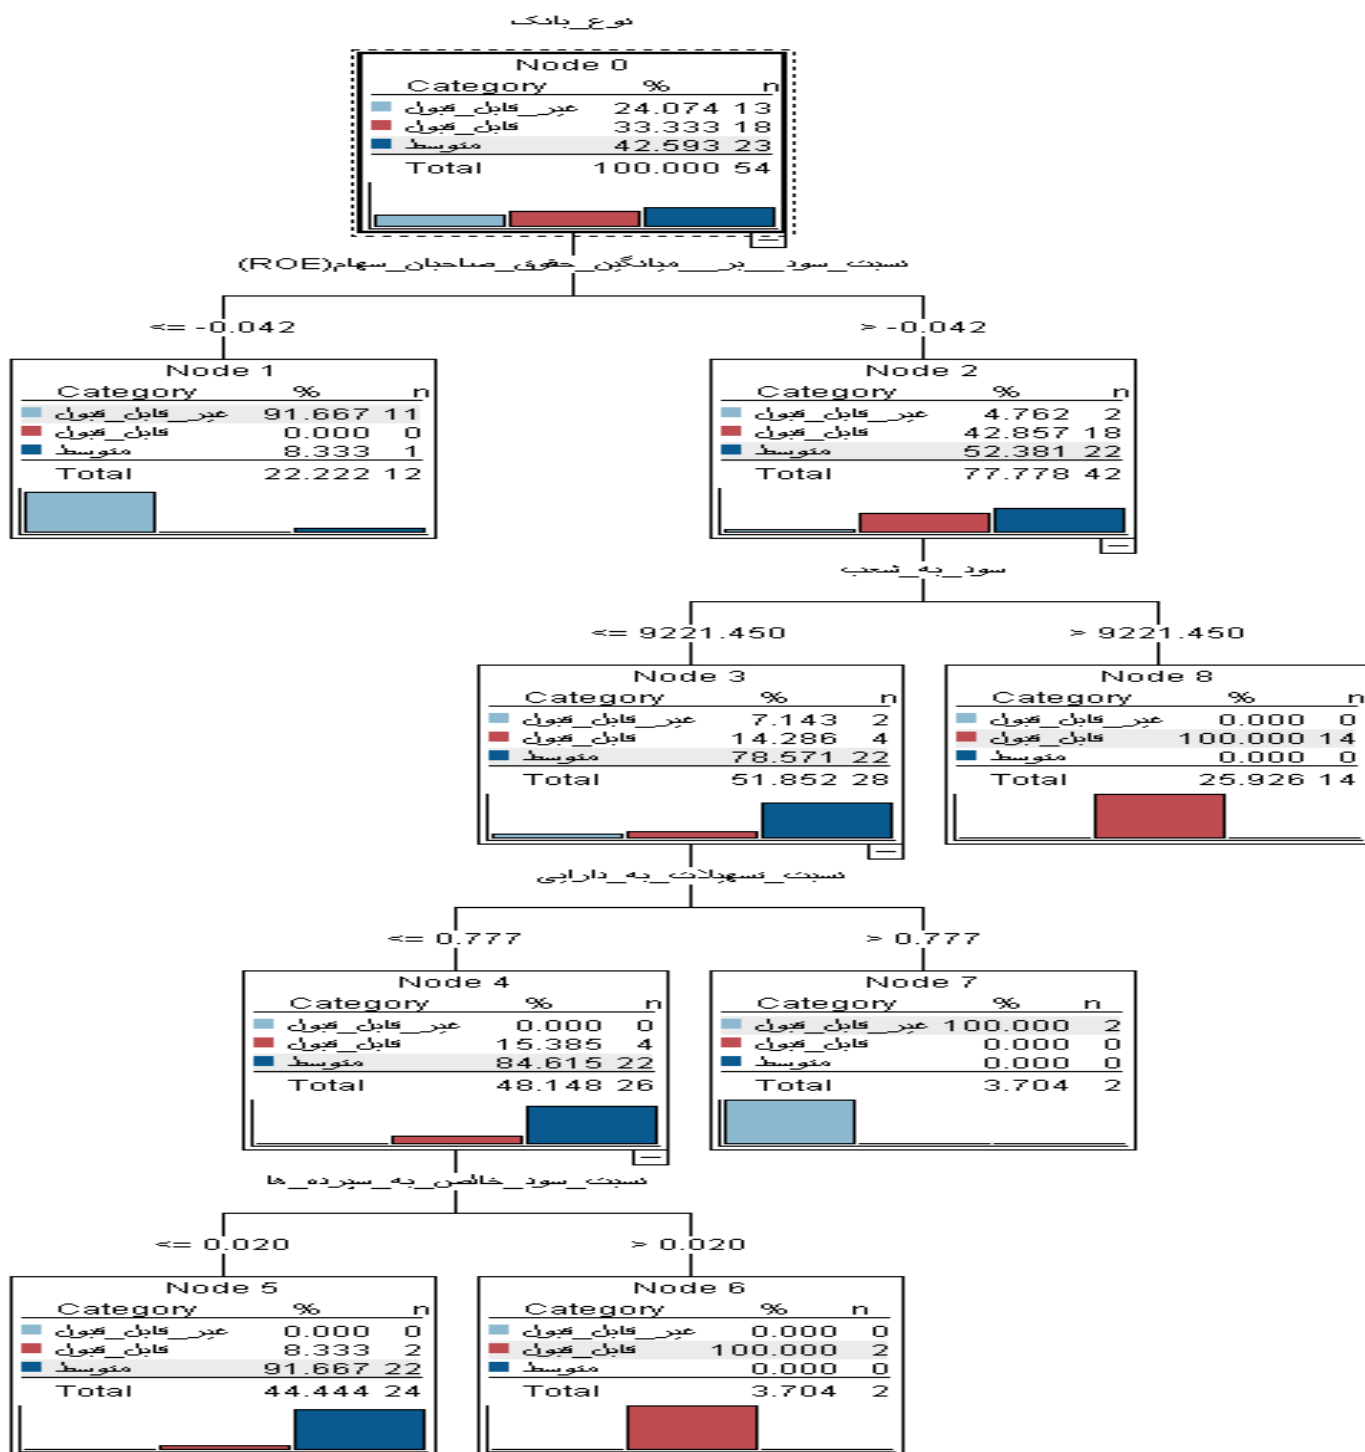 نوع_بانک
Node 0
Category % n
غیر_قابل_قبول 24.074 13
قابل_قبول 33.333 18
متوسط 42.593 23
Total 100.000 54
نسبت_سود__بر__میانگین_حقوق_صاحبان_سهام(ROE)
<= -0.042 > -0.042
Node 1
Category % n
غیر_قابل_قبول 91.667 11
قابل_قبول 0.000 0
متوسط 8.333 1
Total 22.222 12
Node 2
Category % n
غیر_قابل_قبول 4.762 2
قابل_قبول 42.857 18
متوسط 52.381 22
Total 77.778 42
سود_به_شعب
<= 9221.450 > 9221.450
Node 3
Category % n
غیر_قابل_قبول 7.143 2
قابل_قبول 14.286 4
متوسط 78.571 22
Total 51.852 28
Node 8
Category % n
غیر_قابل_قبول 0.000 0
قابل_قبول 100.000 14
متوسط 0.000 0
Total 25.926 14
نسبت_تسهیلات_به_دارایی
<= 0.777 > 0.777
Node 4
Category % n
غیر_قابل_قبول 0.000 0
قابل_قبول 15.385 4
متوسط 84.615 22
Total 48.148 26
Node 7
Category % n
غیر_قابل_قبول 100.000 2
قابل_قبول 0.000 0
متوسط 0.000 0
Total 3.704 2
نسبت_سود_خالص_به_سپرده_ها
<= 0.020 > 0.020
Node 5
Category % n
غیر_قابل_قبول 0.000 0
قابل_قبول 8.333 2
متوسط 91.667 22
Total 44.444 24
Node 6
Category % n
غیر_قابل_قبول 0.000 0
قابل_قبول 100.000 2
متوسط 0.000 0
Total 3.704 2